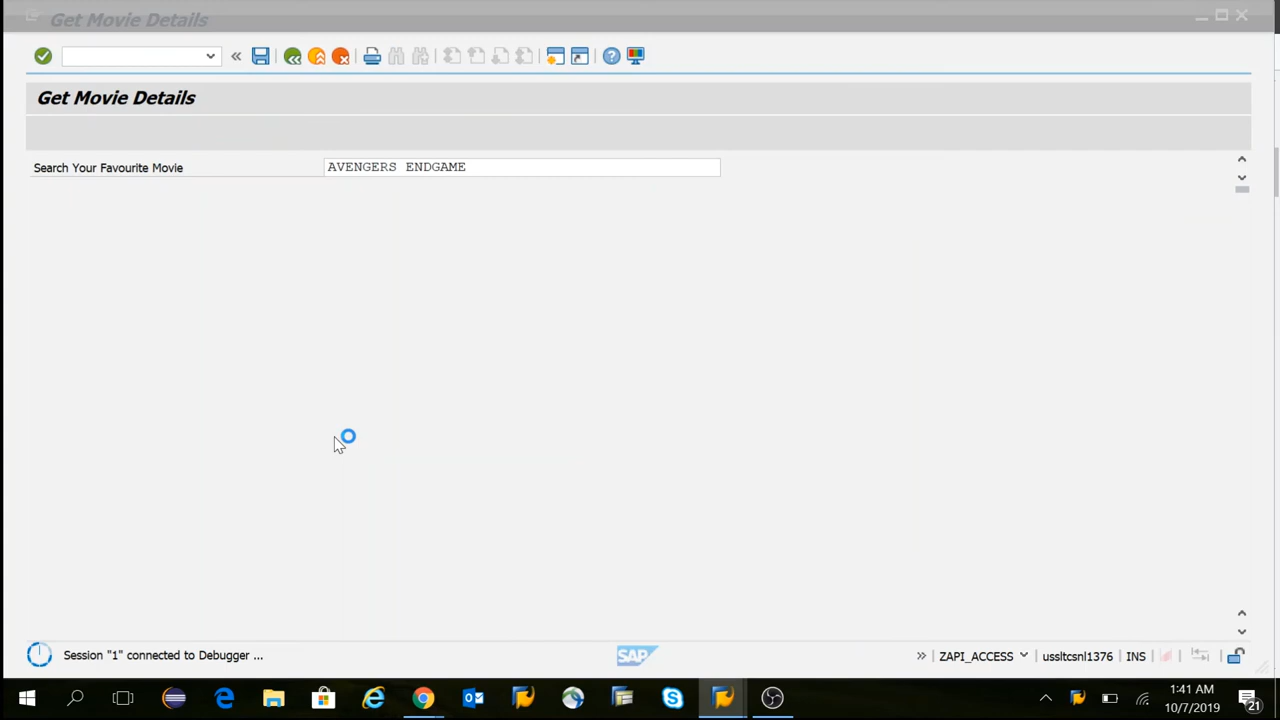 Get Movie Details
Get Movie Details
Search Your Favourite Movie
AVENGERS ENDGAME
Session "1" connected to Debugger ...
SAP
ZAPI_ACCESS
ussltcsnl1376
INS
1:41 AM
10/7/2019
21